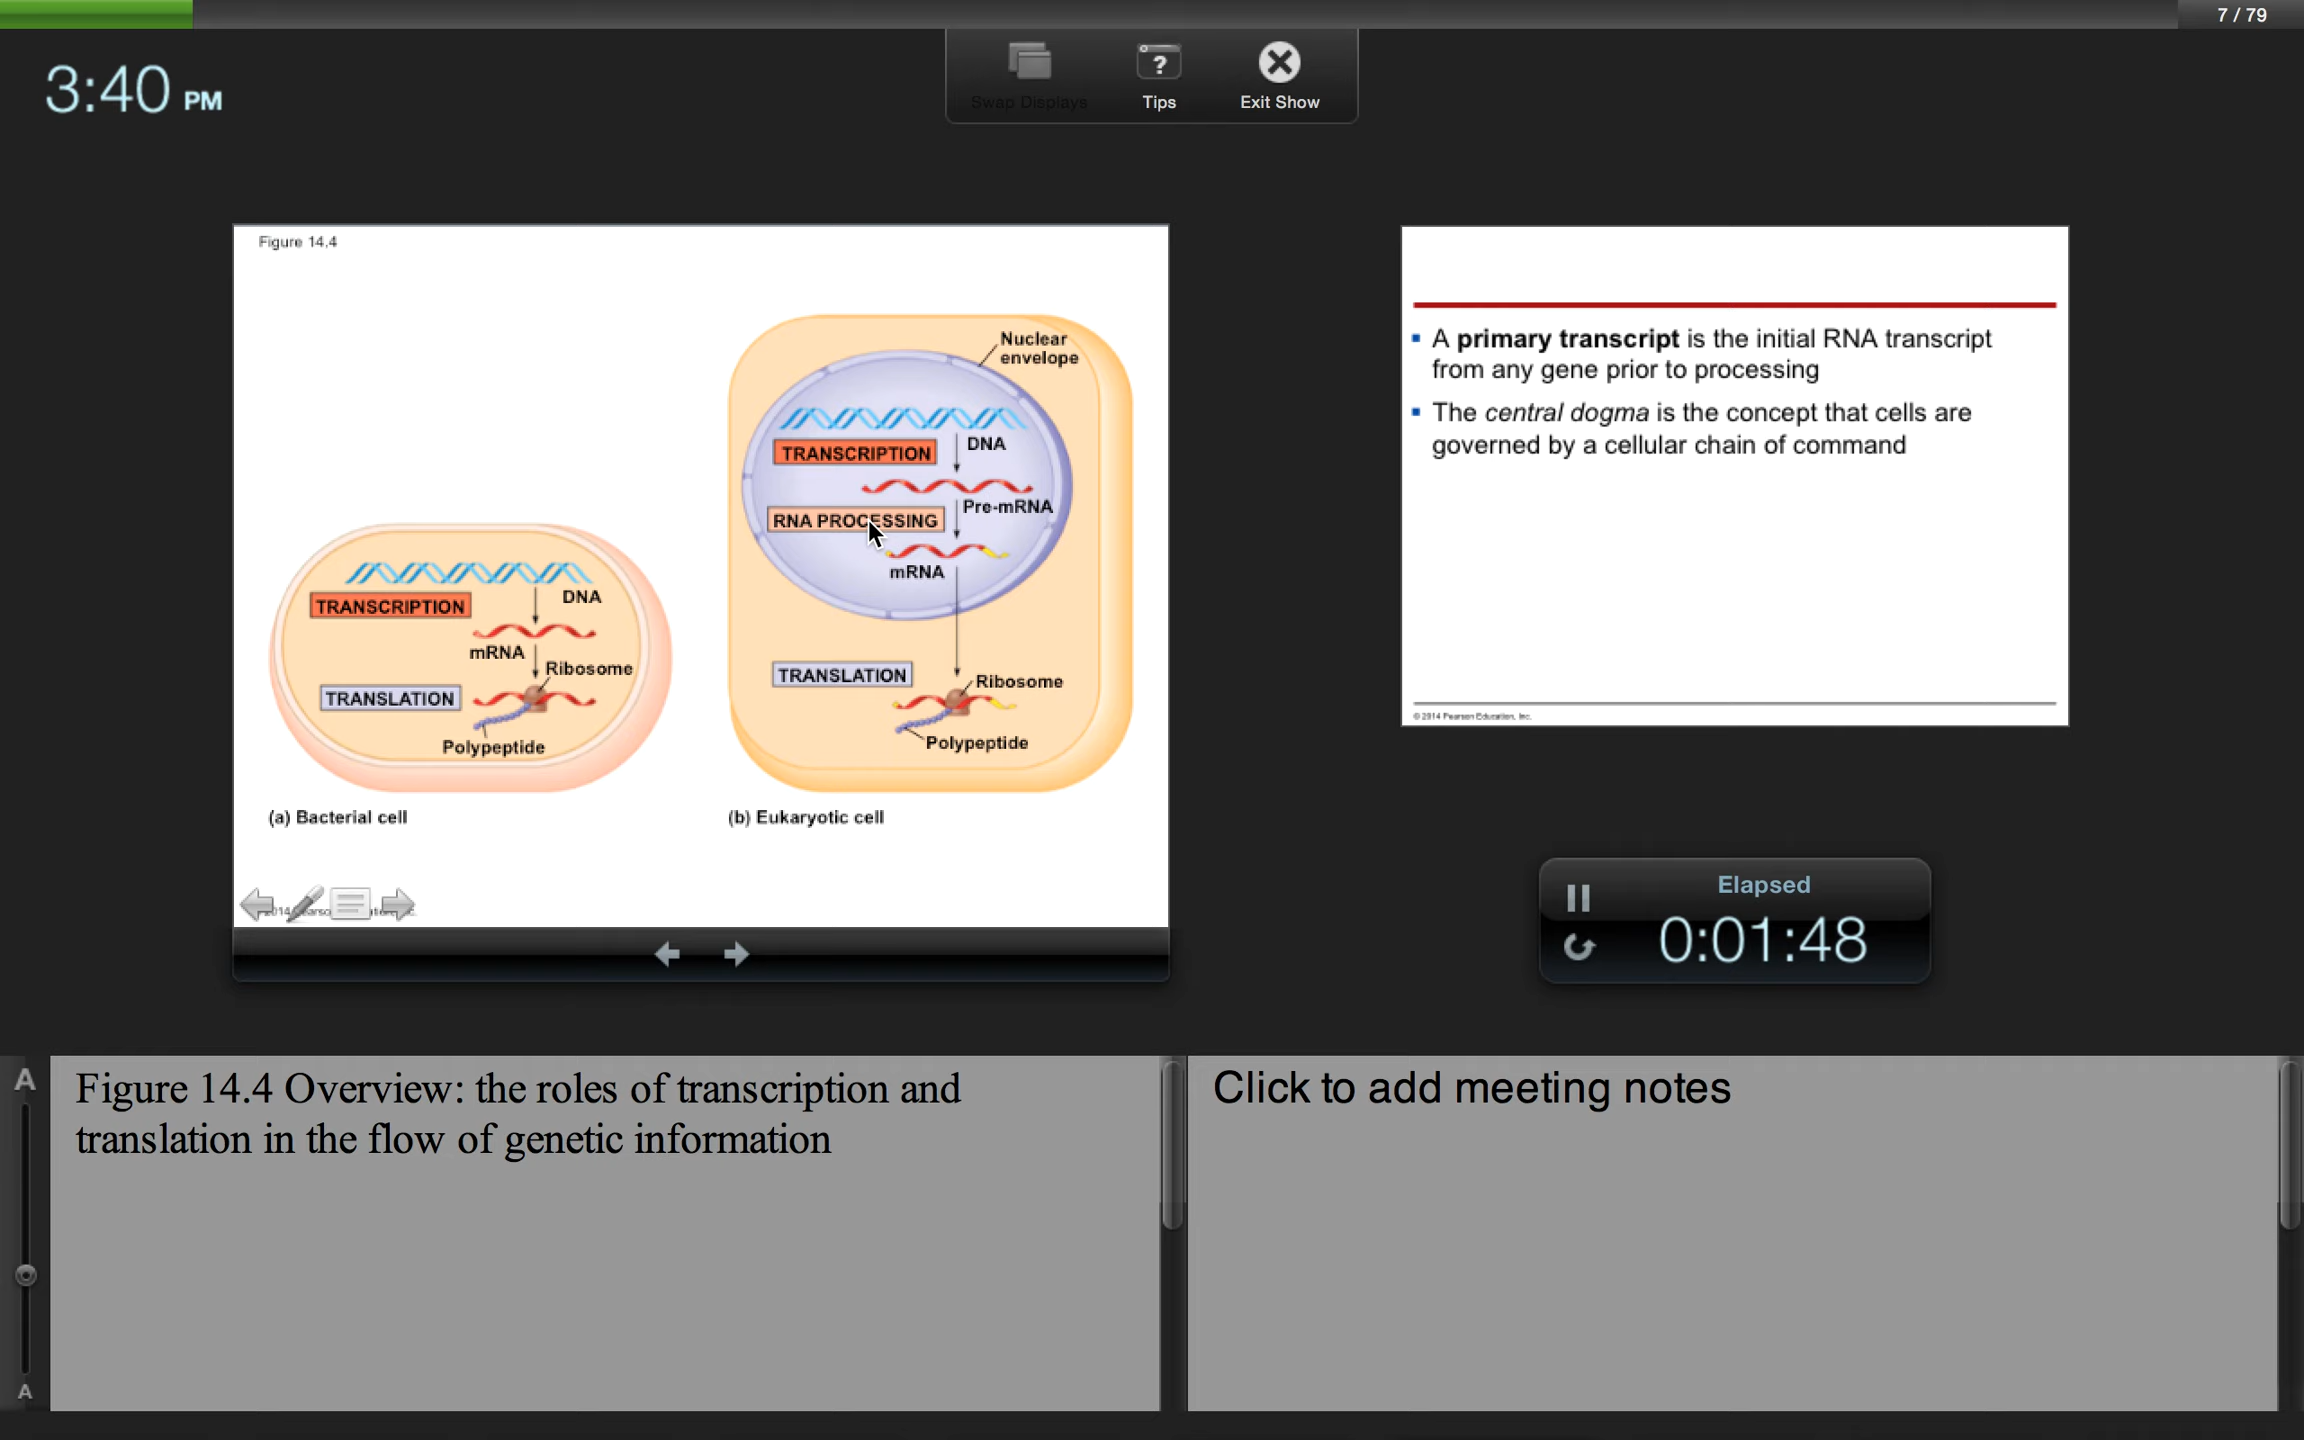 7 / 79
3:40 PM
Swap Displays
Tips
Exit Show
Figure 14.4
Nuclear
envelope
DNA
TRANSCRIPTION
Pre-mRNA
RNA PROCESSING
mRNA
TRANSLATION
Ribosome
Polypeptide
DNA
TRANSCRIPTION
mRNA
Ribosome
TRANSLATION
Polypeptide
(a) Bacterial cell
(b) Eukaryotic cell
A primary transcript is the initial RNA transcript
from any gene prior to processing
The central dogma is the concept that cells are
governed by a cellular chain of command
© 2014 Pearson Education, Inc.
Elapsed
0:01:48
A
A
Figure 14.4 Overview: the roles of transcription and
translation in the flow of genetic information
Click to add meeting notes